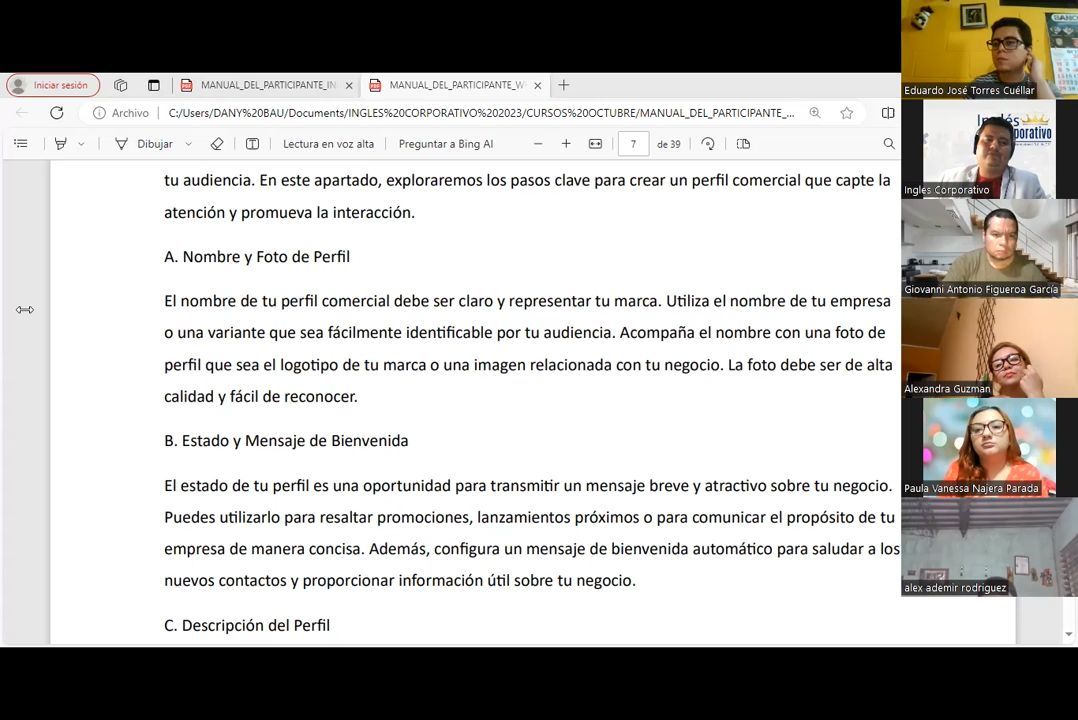 Iniciar sesión
MANUAL_DEL_PARTICIPANTE_IN
MANUAL_DEL_PARTICIPANTE_W
Archivo
C:/Users/DANY%20BAU/Documents/INGLES%20CORPORATIVO%202023/CURSOS%20OCTUBRE/MANUAL_DEL_PARTICIPANTE_...
Dibujar
Lectura en voz alta
Preguntar a Bing AI
7
de 39
tu audiencia. En este apartado, exploraremos los pasos clave para crear un perfil comercial que capte la
atención y promueva la interacción.
A. Nombre y Foto de Perfil
El nombre de tu perfil comercial debe ser claro y representar tu marca. Utiliza el nombre de tu empresa
o una variante que sea fácilmente identificable por tu audiencia. Acompaña el nombre con una foto de
perfil que sea el logotipo de tu marca o una imagen relacionada con tu negocio. La foto debe ser de alta
calidad y fácil de reconocer.
B. Estado y Mensaje de Bienvenida
El estado de tu perfil es una oportunidad para transmitir un mensaje breve y atractivo sobre tu negocio.
Puedes utilizarlo para resaltar promociones, lanzamientos próximos o para comunicar el propósito de tu
empresa de manera concisa. Además, configura un mensaje de bienvenida automático para saludar a los
nuevos contactos y proporcionar información útil sobre tu negocio.
C. Descripción del Perfil
Eduardo José Torres Cuéllar
Ingles Corporativo
Giovanni Antonio Figueroa García
Alexandra Guzman
Paula Vanessa Najera Parada
alex ademir rodriguez